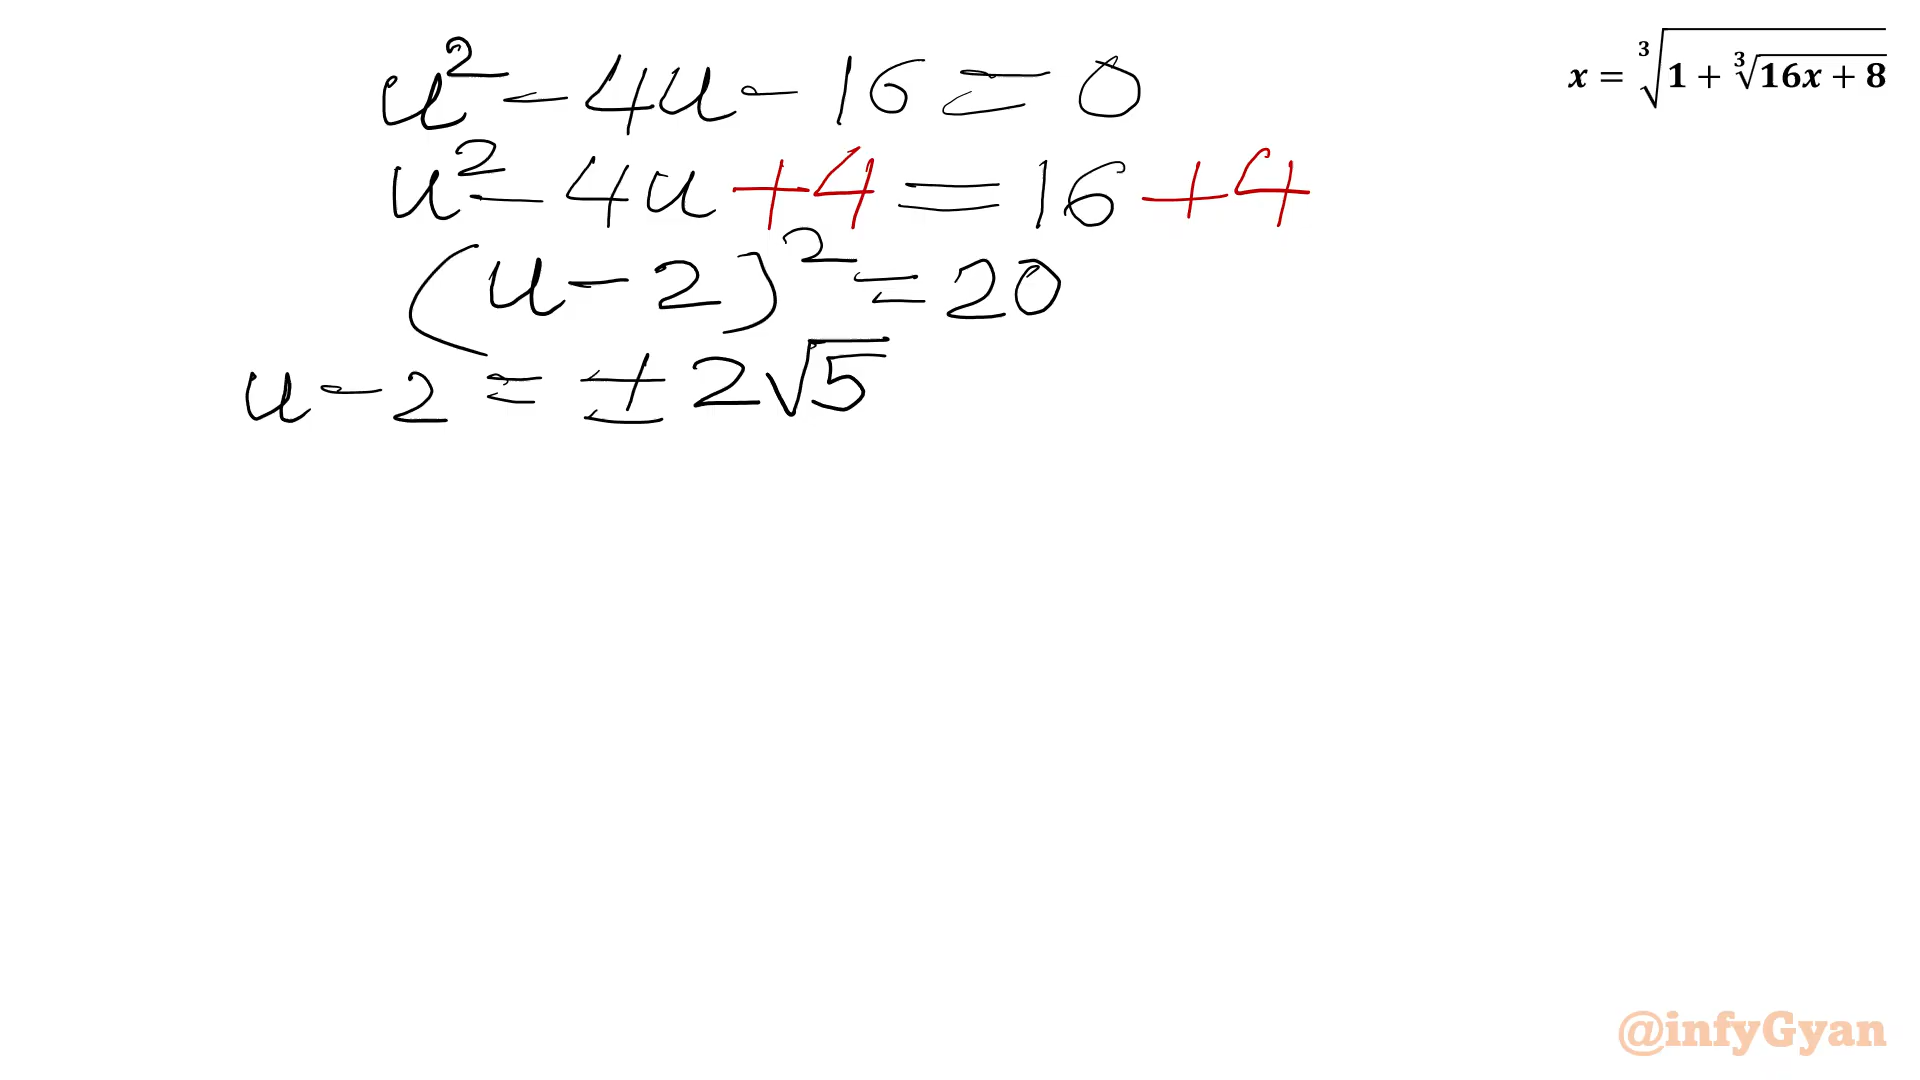 u² - 4u - 16 = 0
x = ∛(1 + ∛(16x + 8))
u² - 4u + 4 = 16 + 4
(u - 2)² = 20
u - 2 = ± 2√5
@infyGyan